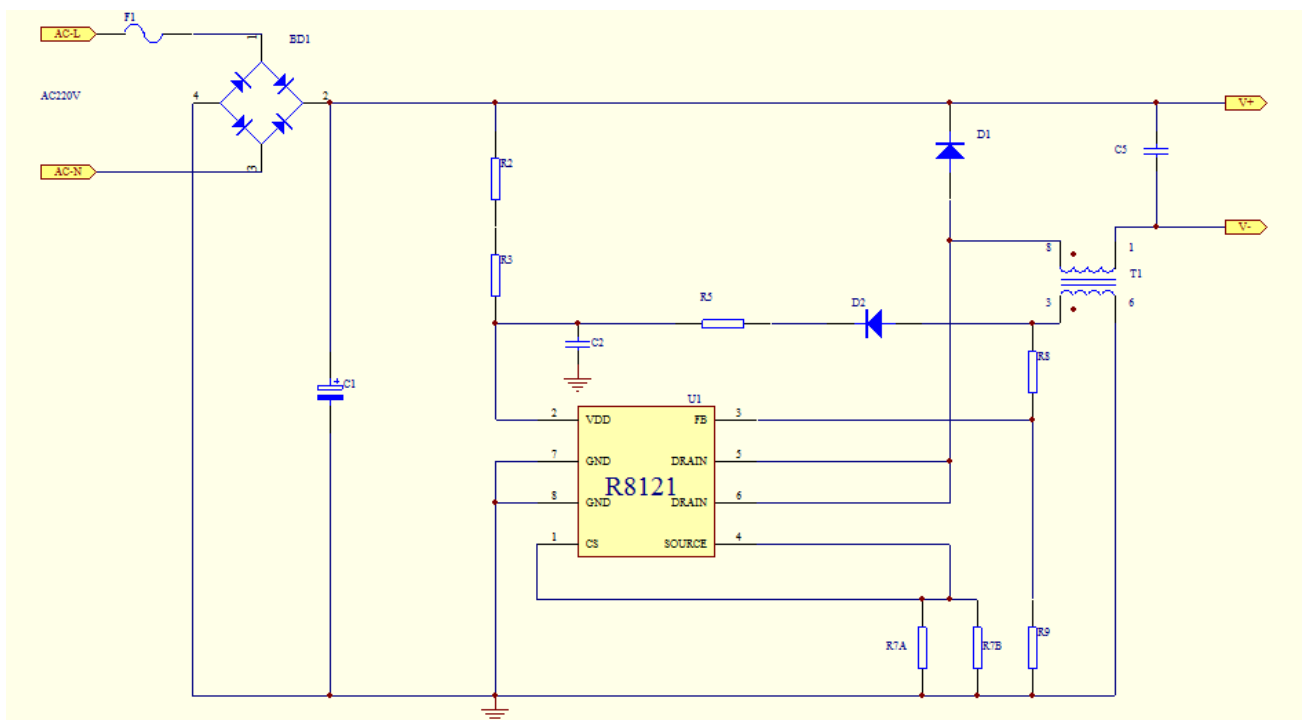 F1
AC-L
1
BD1
AC220V
4
2
V+
D1
C5
AC-N
3
R2
V-
8
1
R3
T1
3
6
R5
D2
C2
R8
+
C1
U1
2
VDD
FB
3
7
GND
DRAIN
5
R8121
8
GND
DRAIN
6
1
CS
SOURCE
4
R7A
R7B
R9